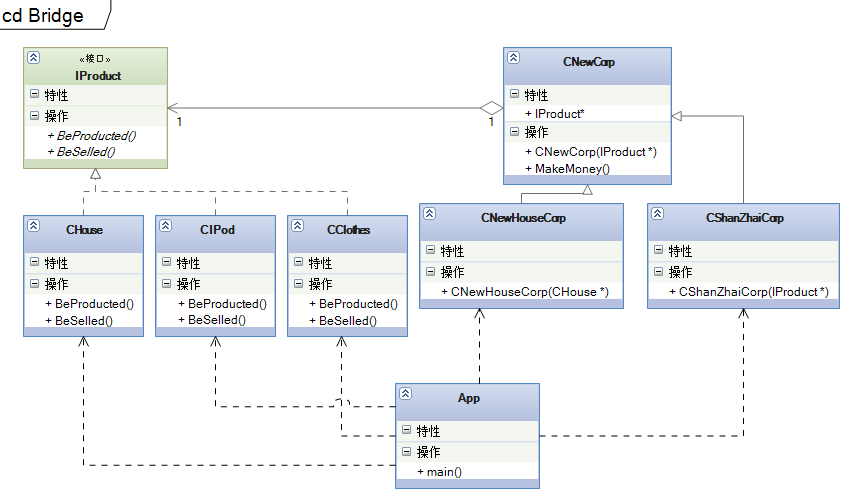 cd Bridge
«接口»
IProduct
特性
操作
+ BeProducted()
+ BeSelled()
1
1
CNewCorp
特性
+ IProduct*
操作
+ CNewCorp(IProduct *)
+ MakeMoney()
CHouse
特性
操作
+ BeProducted()
+ BeSelled()
CIPod
特性
操作
+ BeProducted()
+ BeSelled()
CClothes
特性
操作
+ BeProducted()
+ BeSelled()
CNewHouseCorp
特性
操作
+ CNewHouseCorp(CHouse *)
CShanZhaiCorp
特性
操作
+ CShanZhaiCorp(IProduct *)
App
特性
操作
+ main()